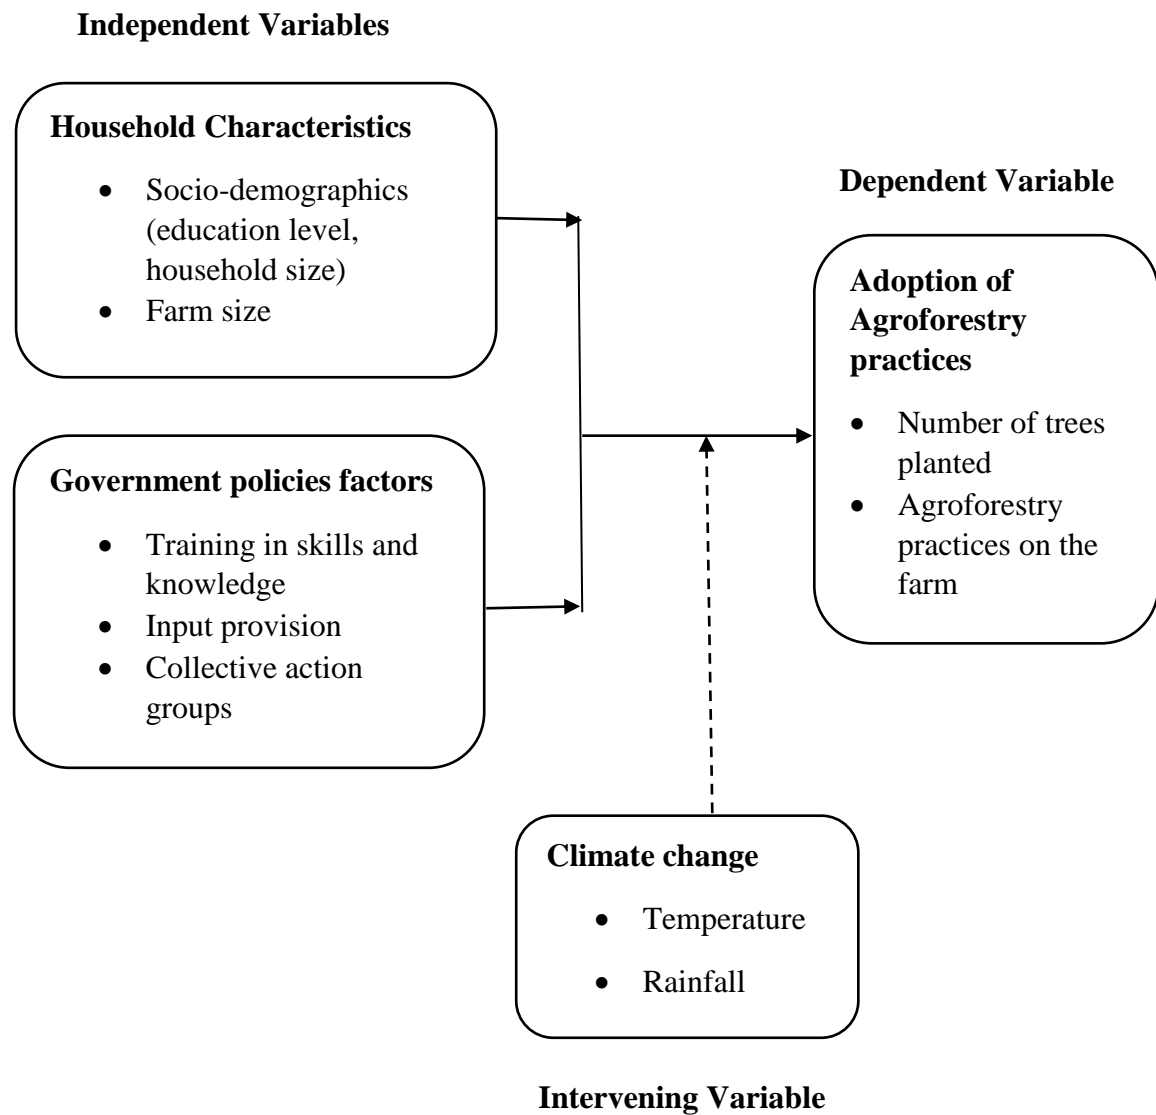 Independent Variables
Household Characteristics
• Socio-demographics
(education level,
household size)
• Farm size
Government policies factors
• Training in skills and
knowledge
• Input provision
• Collective action
groups
Dependent Variable
Adoption of
Agroforestry
practices
• Number of trees
planted
• Agroforestry
practices on the
farm
Climate change
• Temperature
• Rainfall
Intervening Variable